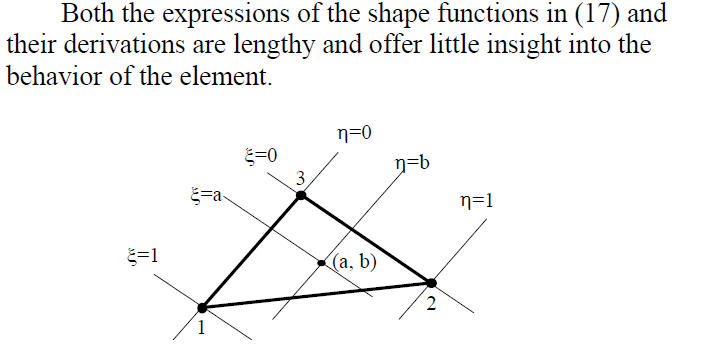 Both the expressions of the shape functions in (17) and
their derivations are lengthy and offer little insight into the
behavior of the element.
η=0
ξ=0
η=b
3
ξ=a
η=1
ξ=1
(a, b)
2
1